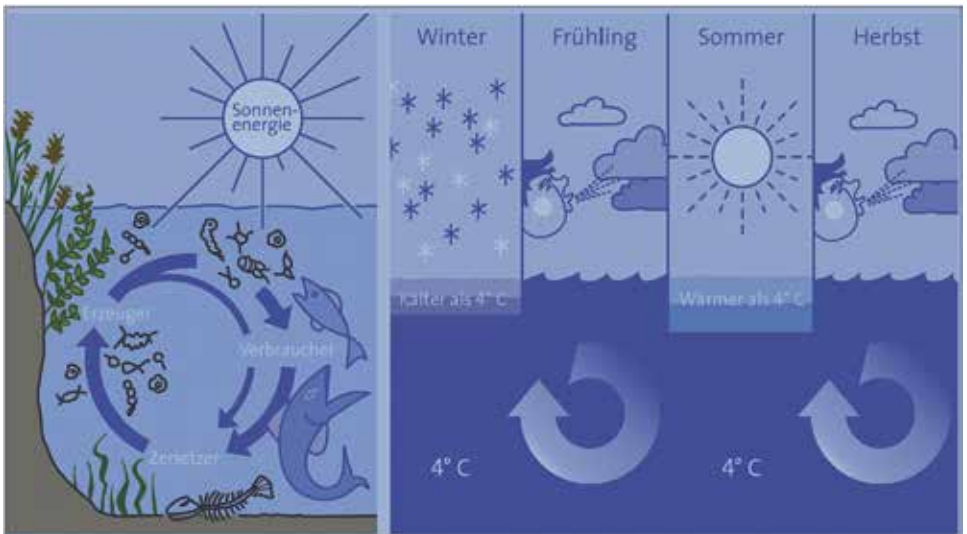 Sonnen-
energie
Erzeuger
Verbraucher
Zersetzer
Winter
Frühling
Sommer
Herbst
Kälter als 4° C
Wärmer als 4° C
4° C
4° C